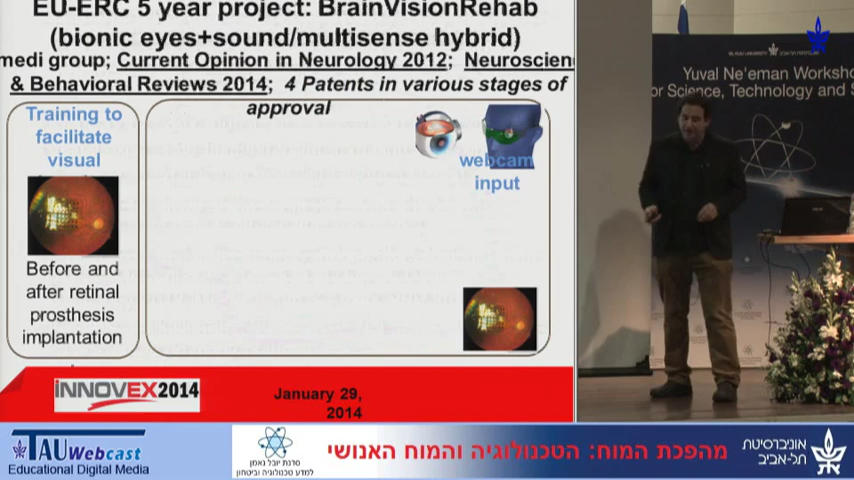 EU-ERC 5 year project: BrainVisionRehab
(bionic eyes+sound/multisense hybrid)
medi group; Current Opinion in Neurology 2012; Neuroscien
& Behavioral Reviews 2014; 4 Patents in various stages of
approval
Training to
facilitate
visual
Before and
after retinal
prosthesis
implantation
webcam
input
INNOVEX2014
January 29,
2014
Yuval Ne'eman Worksho
or Science, Technology and S
TAUWebcast
Educational Digital Media
סדנת יובל נאמן
למדע טכנולוגיה וביטחון
מהפכת המוח: הטכנולוגיה והמוח האנושי
אוניברסיטת
תל-אביב